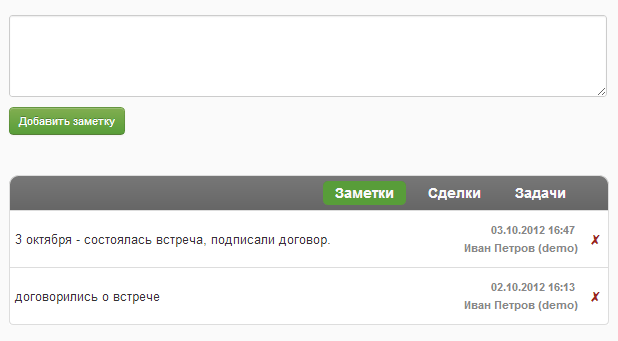 Добавить заметку
Заметки Сделки Задачи
3 октября - состоялась встреча, подписали договор.
03.10.2012 16:47
Иван Петров (demo)
✗
договорились о встрече
02.10.2012 16:13
Иван Петров (demo)
✗